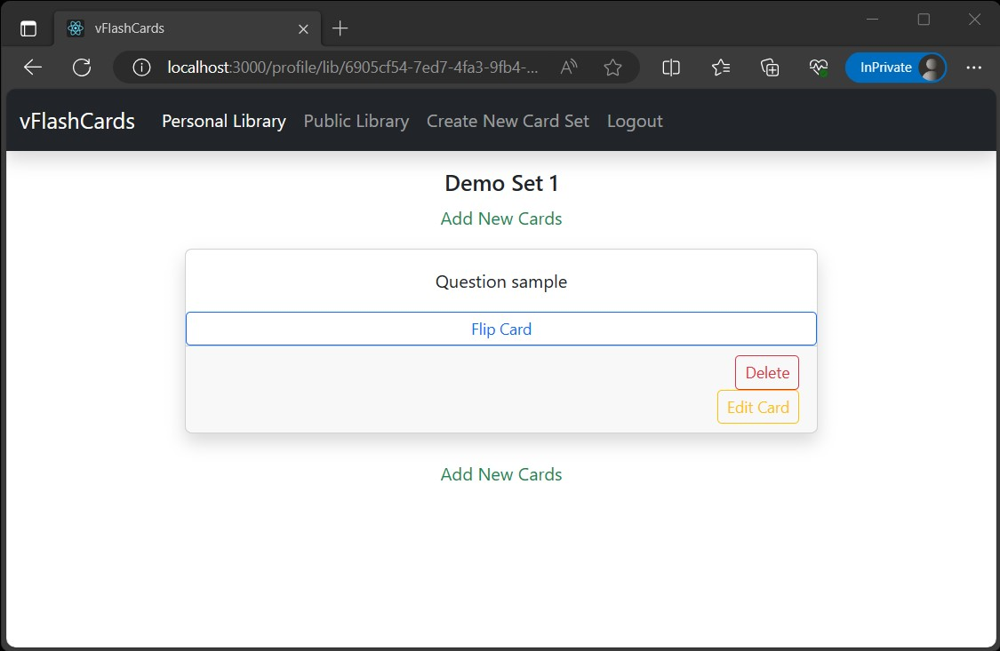 vFlashCards
localhost:3000/profile/lib/6905cf54-7ed7-4fa3-9fb4-...
InPrivate
vFlashCards Personal Library Public Library Create New Card Set Logout
Demo Set 1
Add New Cards
Question sample
Flip Card
Delete
Edit Card
Add New Cards